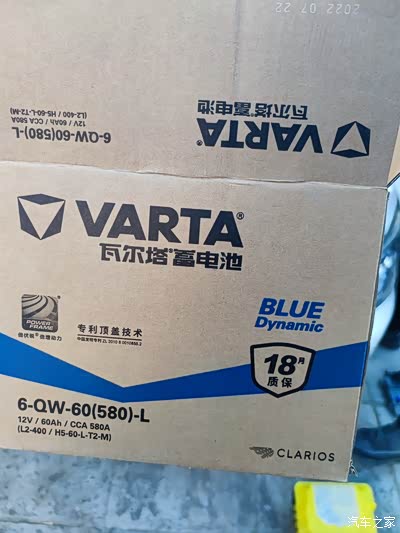 2022 07 22
VARTA®
瓦尔塔®蓄电池
6-QW-60(580)-L
12V / 60Ah / CCA 580A
(L2-400 / H5-60-L-T2-M)
VARTA®
瓦尔塔®蓄电池
POWER
FRAME
专利顶盖技术
BLUE
Dynamic
18月
质保
6-QW-60(580)-L
12V / 60Ah / CCA 580A
(L2-400 / H5-60-L-T2-M)
CLARIOS
汽车之家